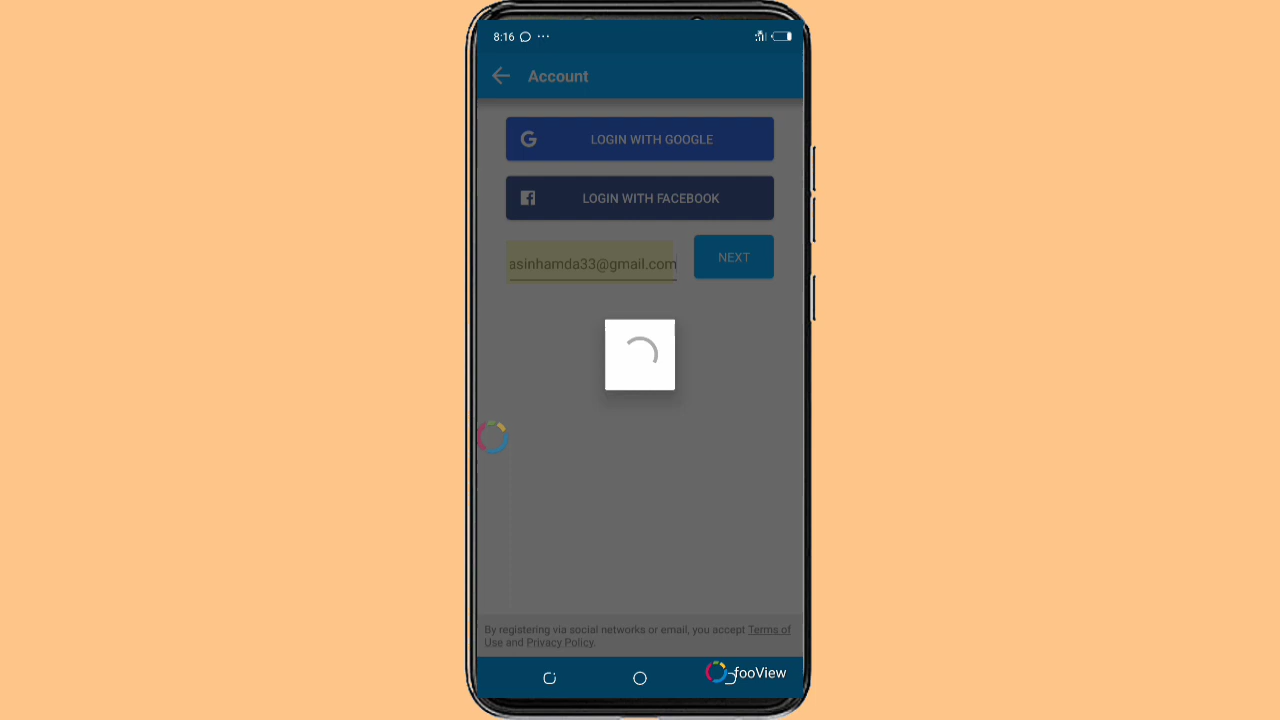 8:16
Account
LOGIN WITH GOOGLE
LOGIN WITH FACEBOOK
asinhamda33@gmail.com
NEXT
By registering via social networks or email, you accept Terms of
Use and Privacy Policy.
fooView